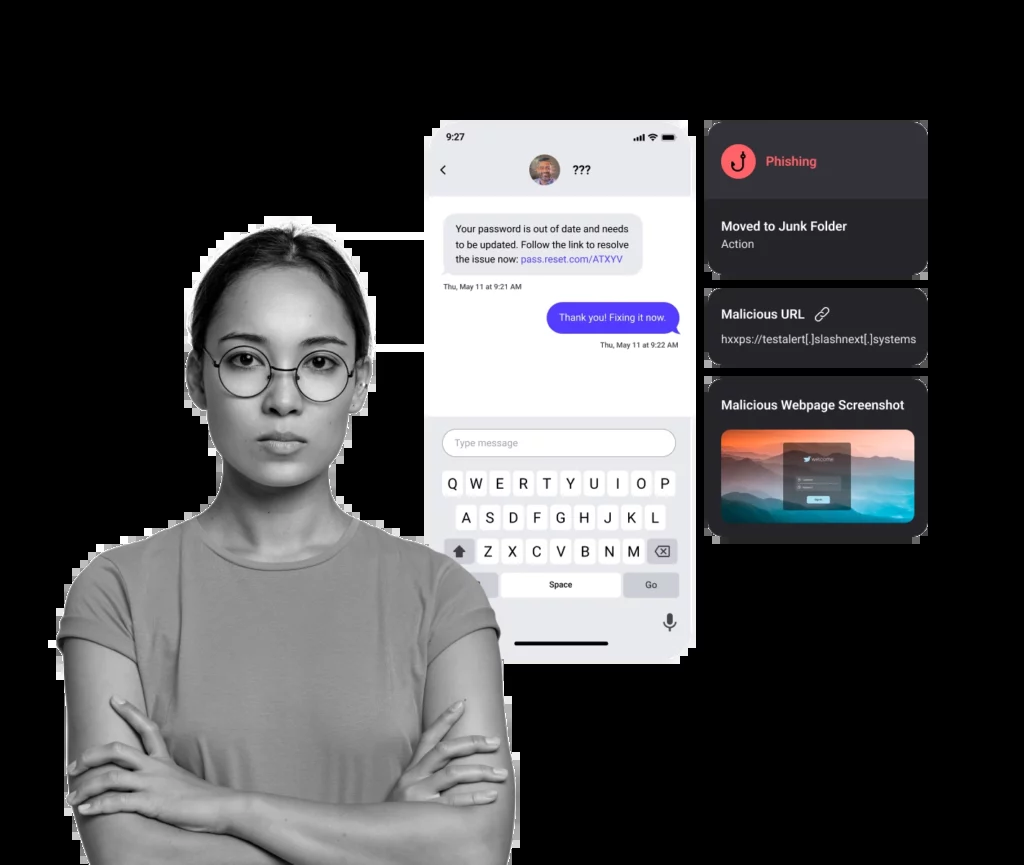 9:27
???
Your password is out of date and needs
to be updated. Follow the link to resolve
the issue now: pass.reset.com/ATXYV
Thu, May 11 at 9:21 AM
Thank you! Fixing it now.
Thu, May 11 at 9:22 AM
Type message
Q W E R T Y U I O P
A S D F G H J K L
Z X C V B N M
Space Go
Phishing
Moved to Junk Folder
Action
Malicious URL
hxxps://testalert[.]slashnext[.]systems
Malicious Webpage Screenshot
welcome